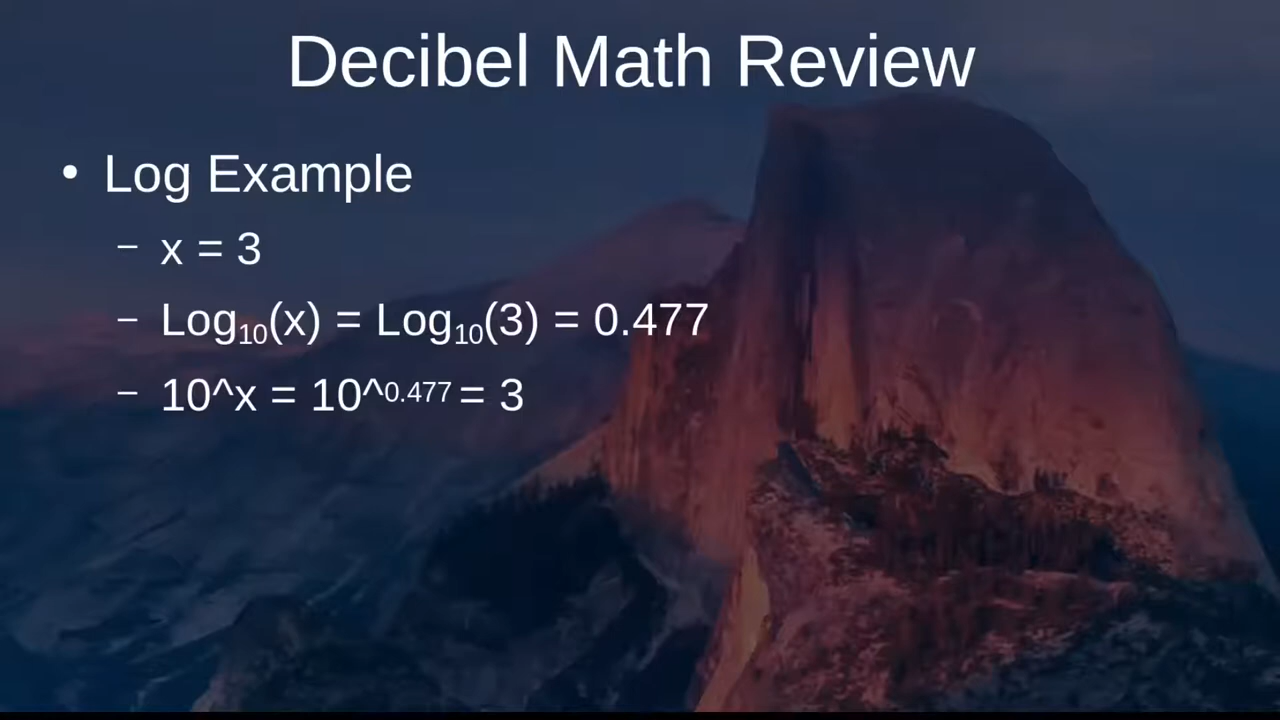 Decibel Math Review
• Log Example
– x = 3
– Log₁₀(x) = Log₁₀(3) = 0.477
– 10^x = 10^0.477 = 3